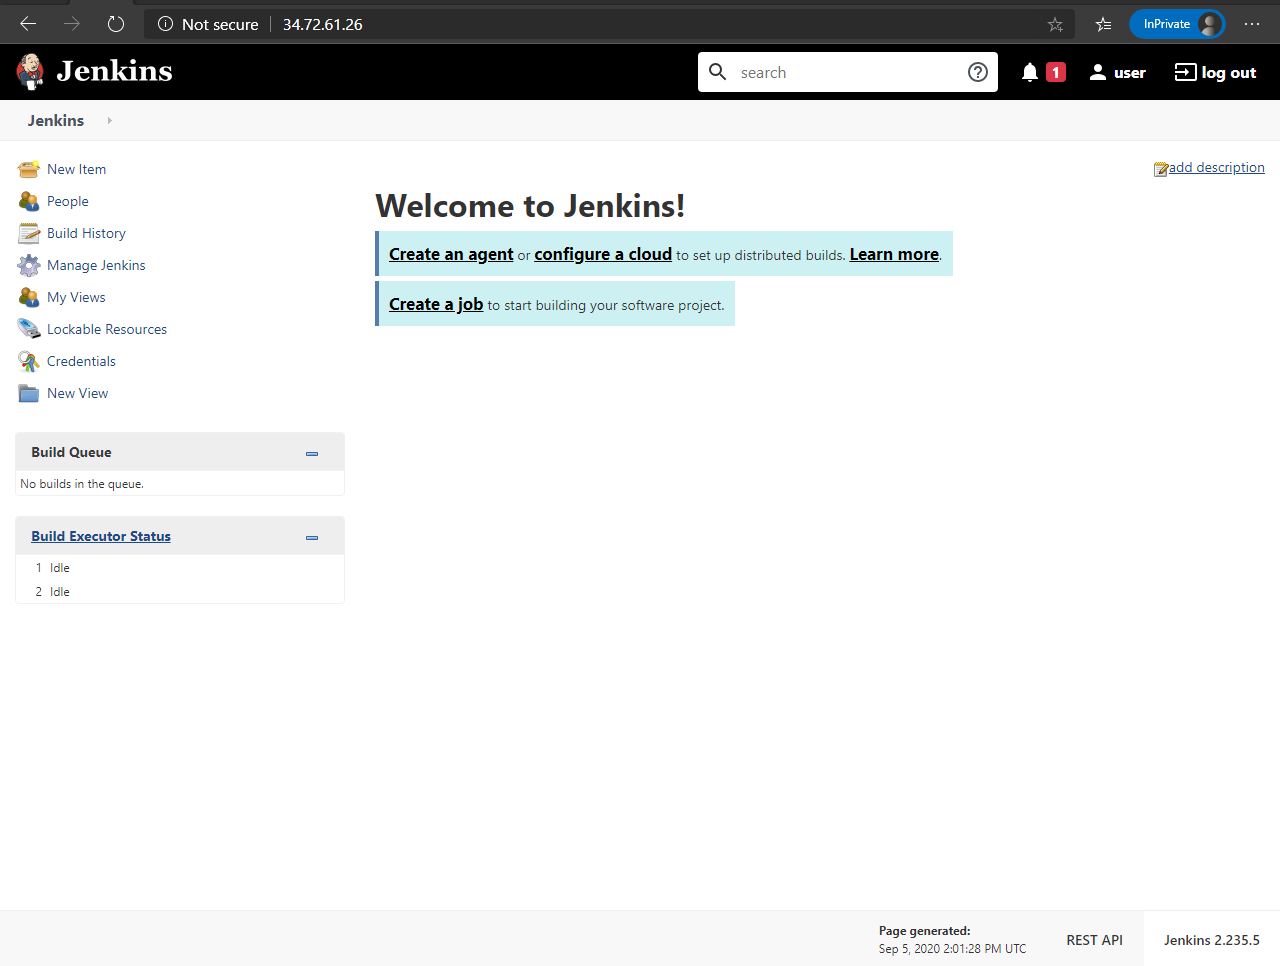 Not secure 34.72.61.26 InPrivate
Jenkins search 1 user log out
Jenkins
New Item
People
Build History
Manage Jenkins
My Views
Lockable Resources
Credentials
New View
Build Queue
No builds in the queue.
Build Executor Status
1 Idle
2 Idle
add description
Welcome to Jenkins!
Create an agent or configure a cloud to set up distributed builds. Learn more.
Create a job to start building your software project.
Page generated:
Sep 5, 2020 2:01:28 PM UTC
REST API
Jenkins 2.235.5